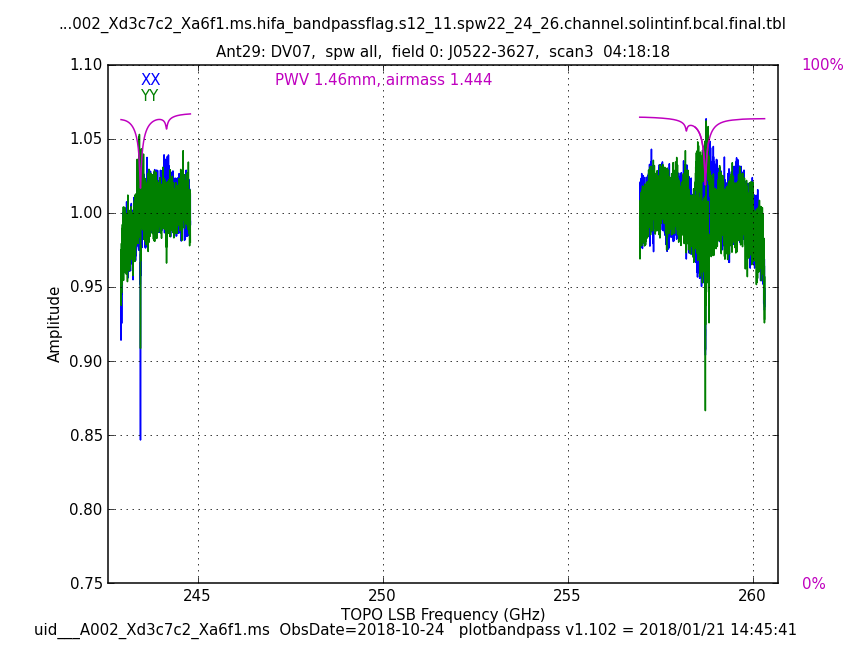 ...002_Xd3c7c2_Xa6f1.ms.hifa_bandpassflag.s12_11.spw22_24_26.channel.solintinf.bcal.final.tbl
Ant29: DV07,  spw all,  field 0: J0522-3627,  scan3  04:18:18
XX
YY
PWV 1.46mm, airmass 1.444
100%
0%
1.10
1.05
1.00
0.95
0.90
0.85
0.80
0.75
Amplitude
245
250
255
260
TOPO LSB Frequency (GHz)
uid___A002_Xd3c7c2_Xa6f1.ms  ObsDate=2018-10-24   plotbandpass v1.102 = 2018/01/21 14:45:41